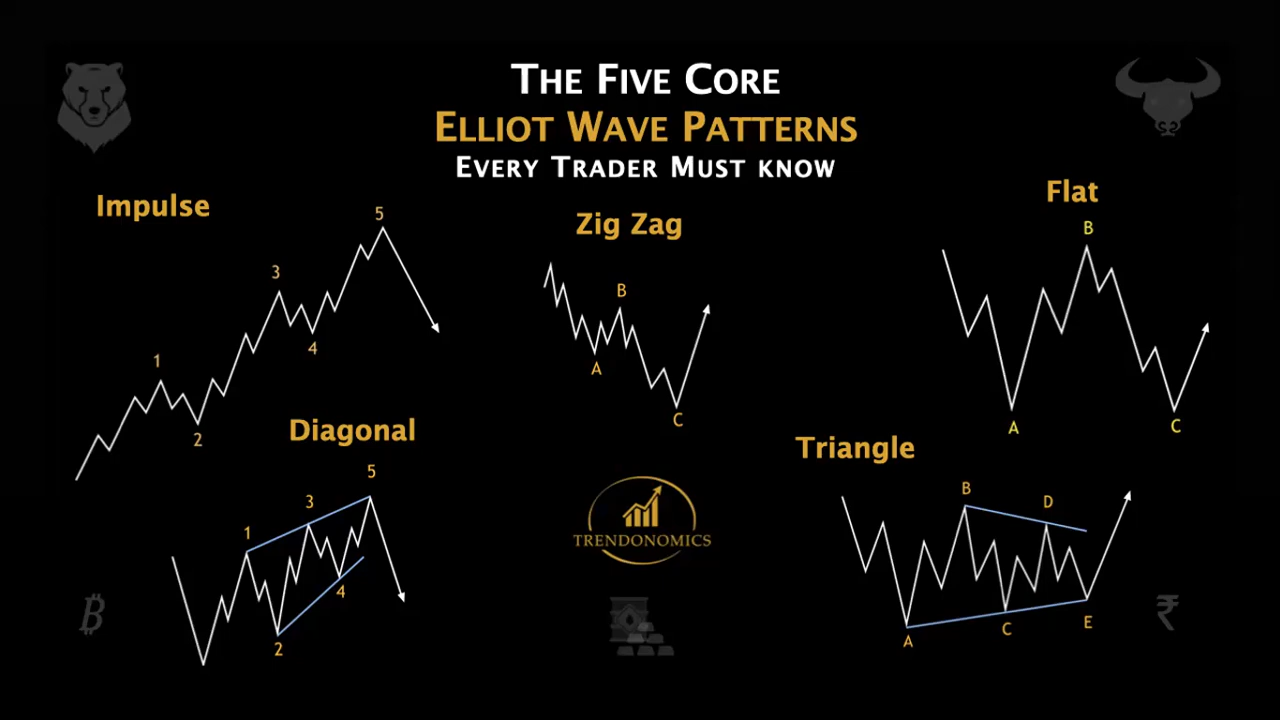 THE FIVE CORE
ELLIOT WAVE PATTERNS
EVERY TRADER MUST KNOW
Impulse
1
2
3
4
5
Zig Zag
A
B
C
Flat
A
B
C
Diagonal
1
2
3
4
5
TRENDONOMICS
Triangle
A
B
C
D
E
₿
₹